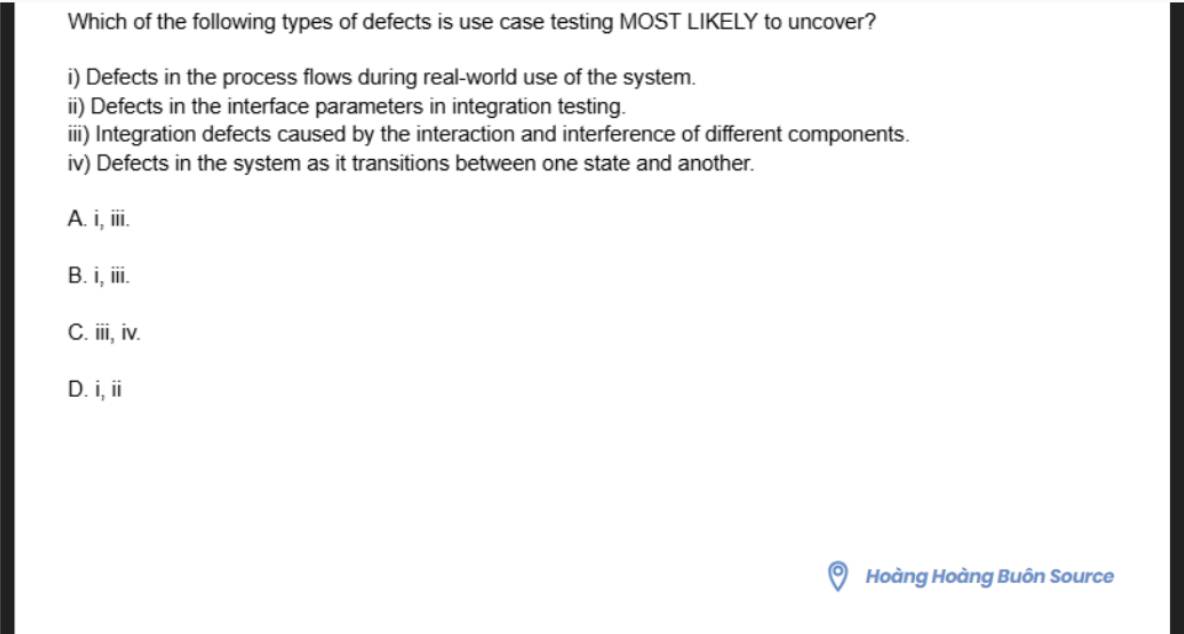 Which of the following types of defects is use case testing MOST LIKELY to uncover?
i) Defects in the process flows during real-world use of the system.
ii) Defects in the interface parameters in integration testing.
iii) Integration defects caused by the interaction and interference of different components.
iv) Defects in the system as it transitions between one state and another.
A. i, iii.
B. i, iii.
C. iii, iv.
D. i, ii
Hoàng Hoàng Buôn Source